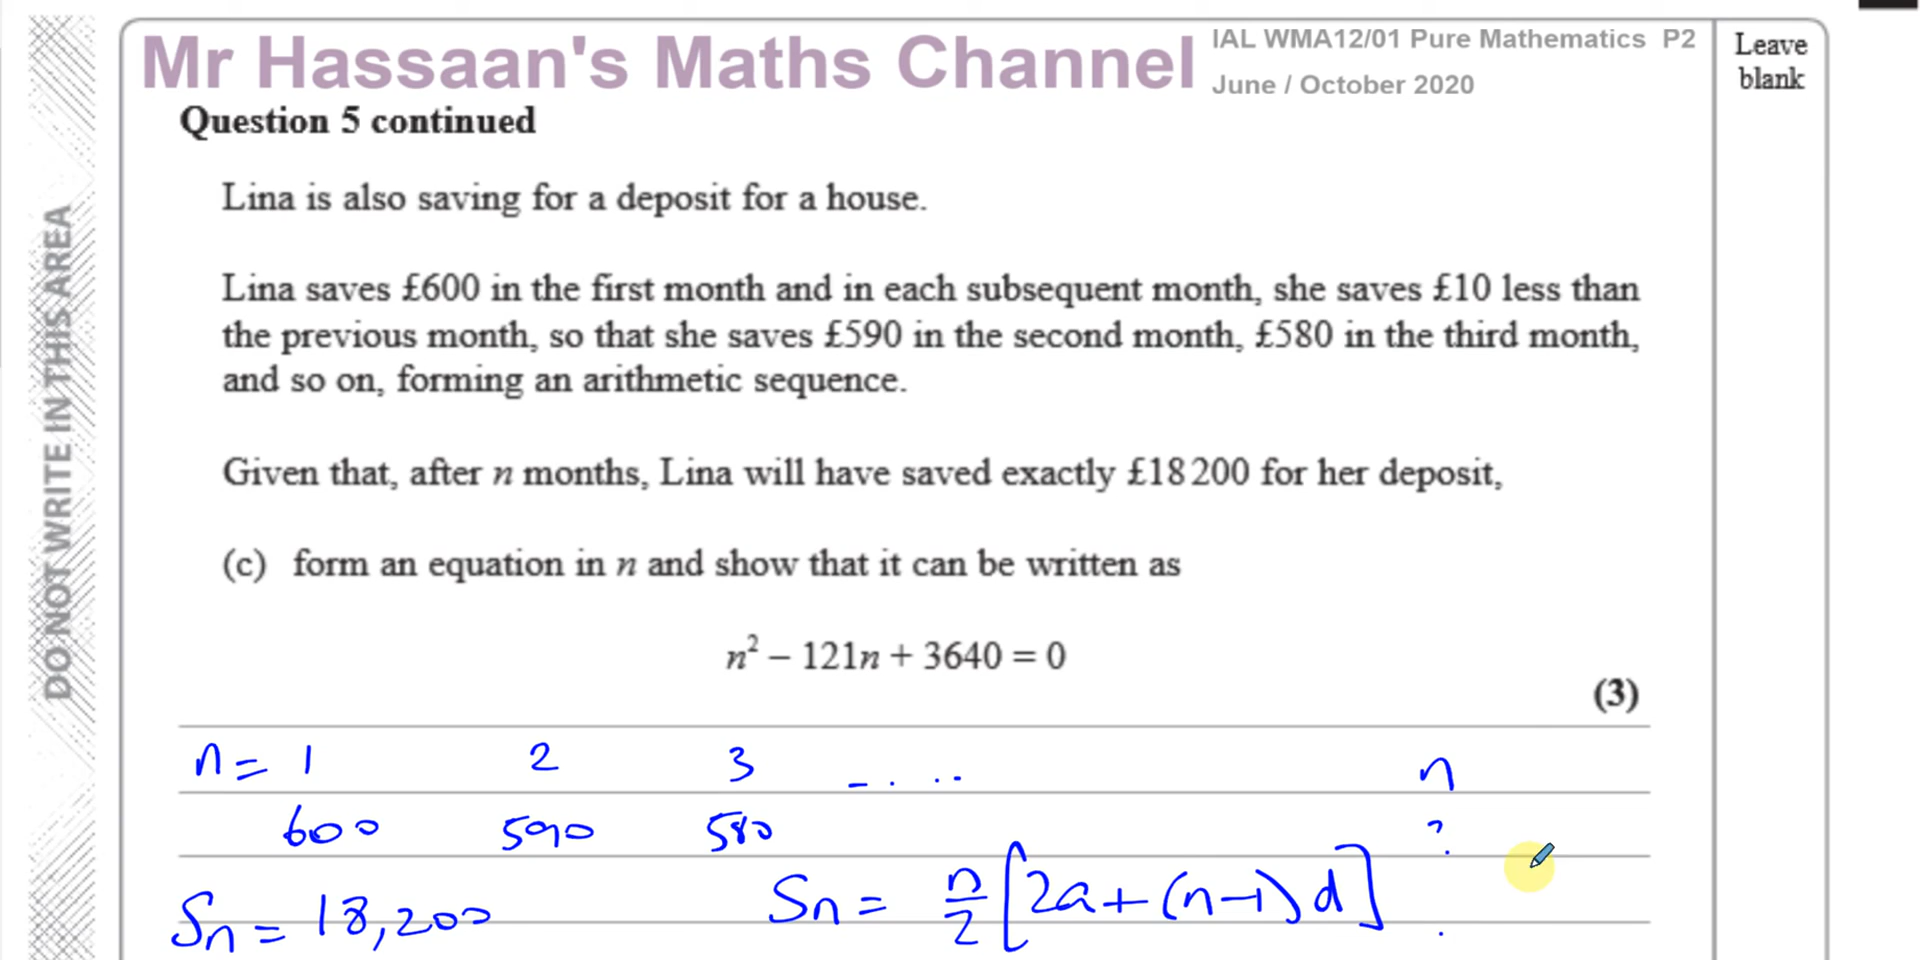 Mr Hassaan's Maths Channel
IAL WMA12/01 Pure Mathematics P2
June / October 2020
Leave
blank
DO NOT WRITE IN THIS AREA
Question 5 continued
Lina is also saving for a deposit for a house.
Lina saves £600 in the first month and in each subsequent month, she saves £10 less than
the previous month, so that she saves £590 in the second month, £580 in the third month,
and so on, forming an arithmetic sequence.
Given that, after n months, Lina will have saved exactly £18 200 for her deposit,
(c) form an equation in n and show that it can be written as
n² – 121n + 3640 = 0
(3)
n = 1 2 3 - . . . . n
600 590 580 ?
Sn = 18,200 Sn = n/2 [2a + (n-1) d]